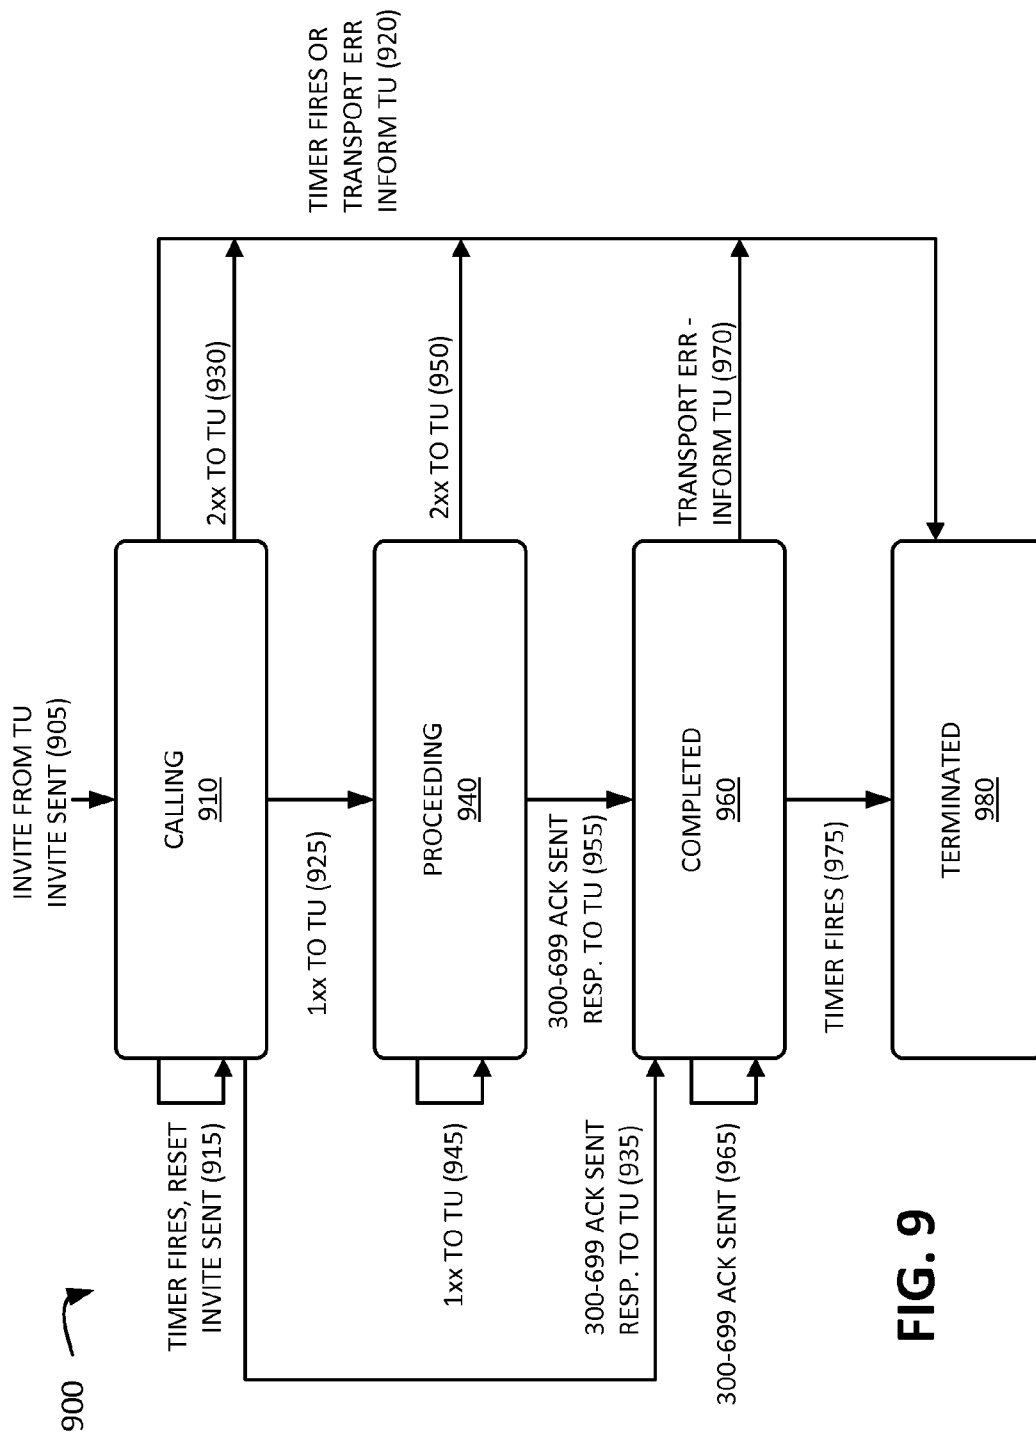 900
INVITE FROM TU
INVITE SENT (905)
CALLING
910
TIMER FIRES, RESET
INVITE SENT (915)
TIMER FIRES OR
TRANSPORT ERR
INFORM TU (920)
2xx TO TU (930)
1xx TO TU (925)
PROCEEDING
940
1xx TO TU (945)
2xx TO TU (950)
300-699 ACK SENT
RESP. TO TU (955)
300-699 ACK SENT
RESP. TO TU (935)
COMPLETED
960
300-699 ACK SENT (965)
TRANSPORT ERR -
INFORM TU (970)
TIMER FIRES (975)
TERMINATED
980
FIG. 9